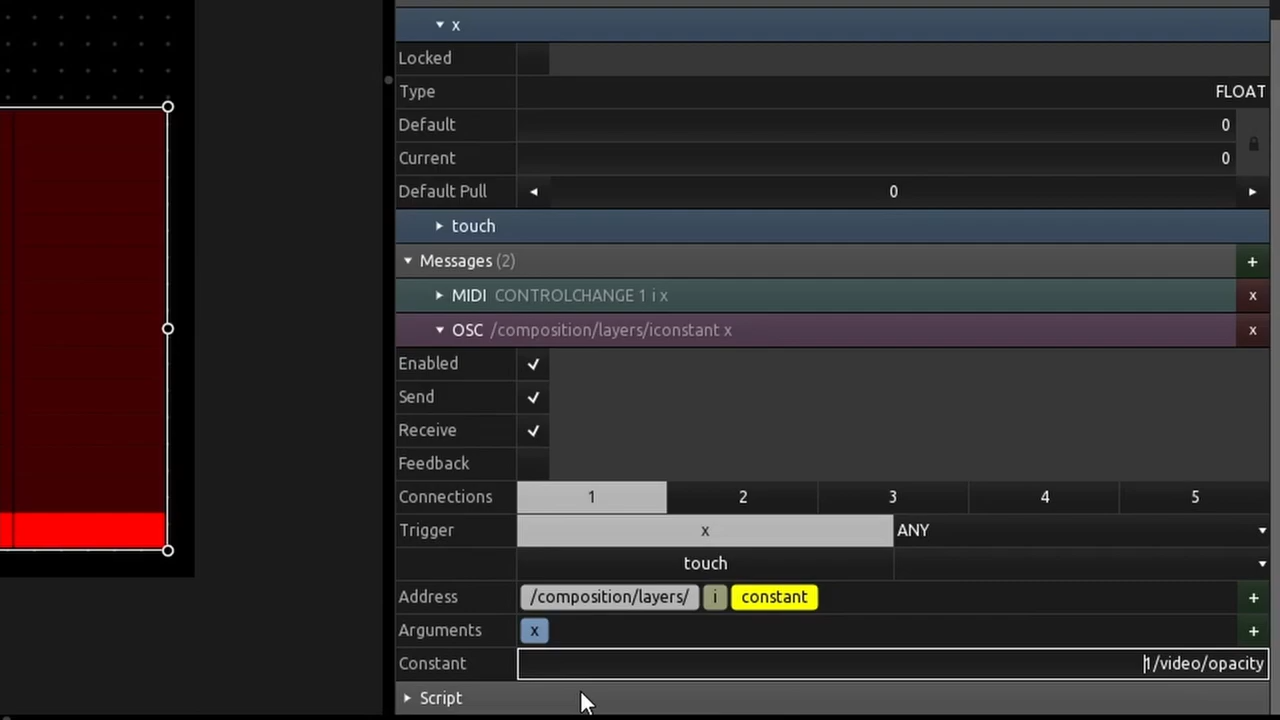 x
Locked
Type FLOAT
Default 0
Current 0
Default Pull 0
touch
Messages (2) +
MIDI CONTROLCHANGE 1 i x x
OSC /composition/layers/iconstant x x
Enabled
Send
Receive
Feedback
Connections 1 2 3 4 5
Trigger x ANY
touch
Address /composition/layers/ i constant +
Arguments x +
Constant 1/video/opacity
Script